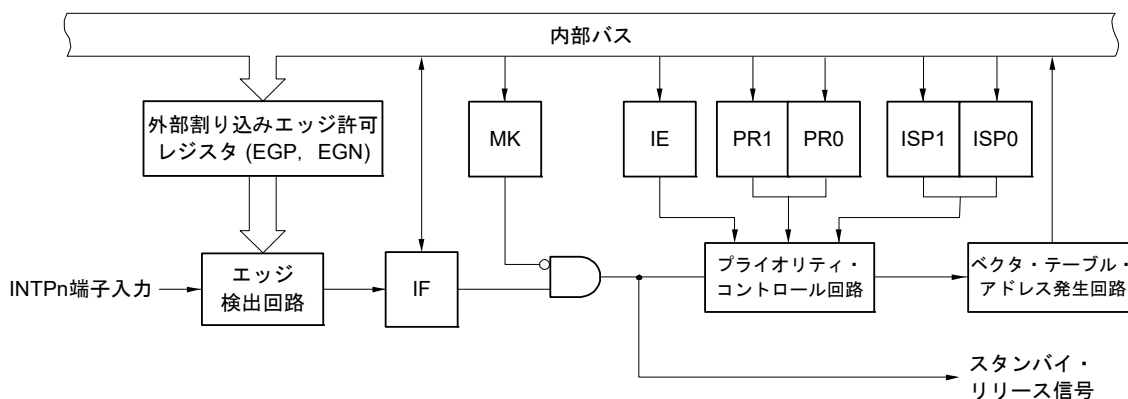 内部バス
外部割り込みエッジ許可
レジスタ (EGP, EGN)
MK
IE
PR1
PR0
ISP1
ISP0
INTPn端子入力
エッジ
検出回路
IF
プライオリティ・
コントロール回路
ベクタ・テーブル・
アドレス発生回路
スタンバイ・
リリース信号